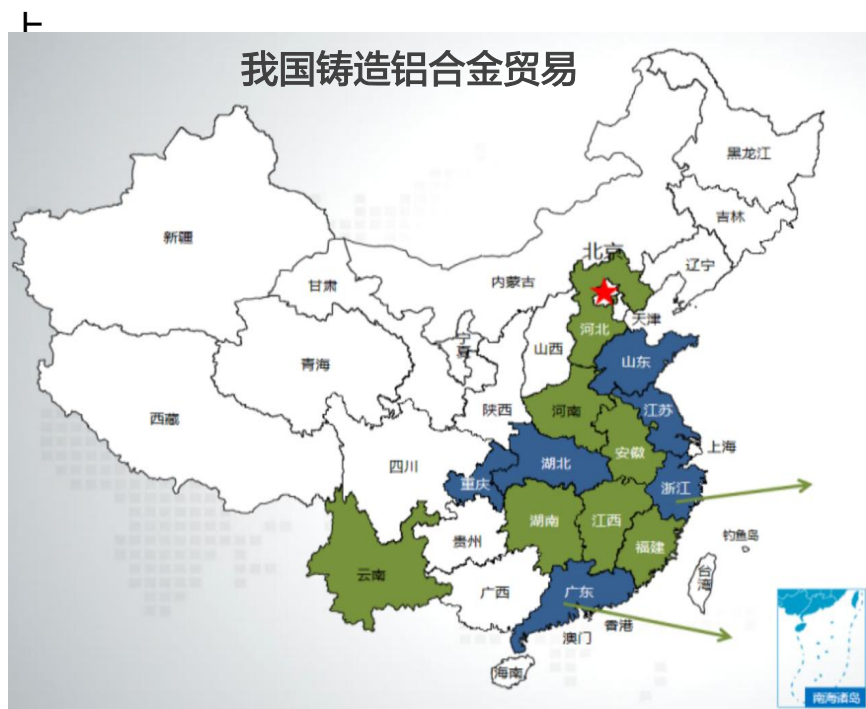 我国铸造铝合金贸易
黑龙江
吉林
新疆
北京
辽宁
内蒙古
甘肃
天津
河北
宁夏
山西
山东
青海
陕西
河南
江苏
西藏
上海
安徽
四川
湖北
重庆
浙江
湖南
江西
钓鱼岛
贵州
福建
云南
台湾
广西
广东
香港
澳门
海南
南海诸岛